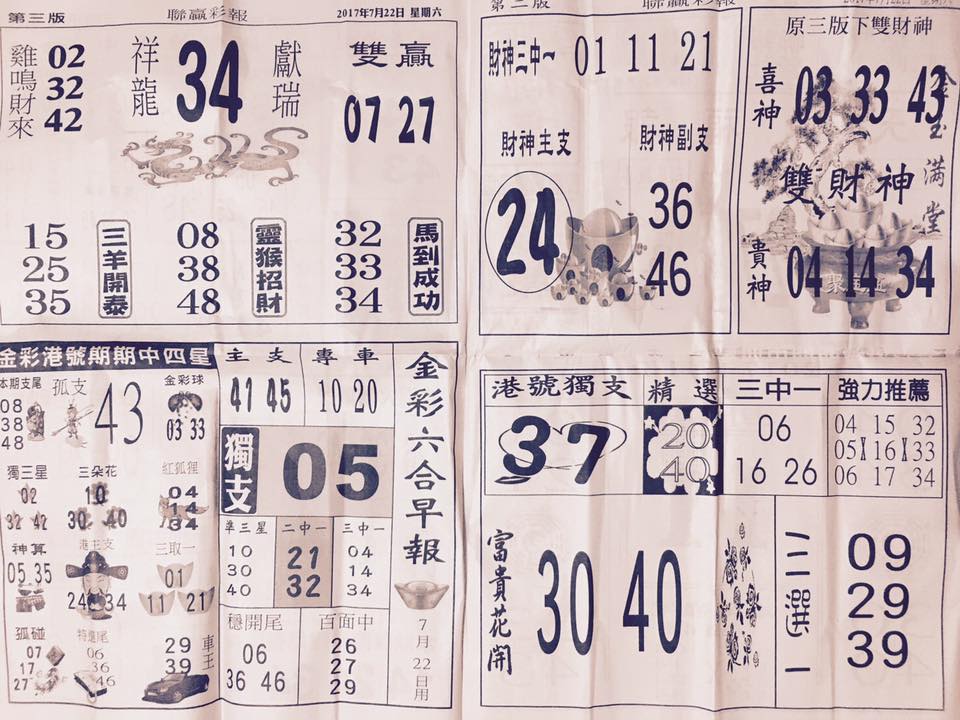 第三版 聯贏彩報 2017年7月22日 星期六
雞鳴財來
02
32
42
祥龍
34
獻瑞
雙贏
07 27
15
25
35
三羊開泰
08
38
48
靈猴招財
32
33
34
馬到成功
第三版
財神三中一 01 11 21
財神主支
24
財神副支
36
46
原三版下雙財神
喜神
03 33 43
金玉滿堂
雙財神
貴神
04 14 34
聚
金彩港號期期中四星
本期支尾
08
38
48
孤支
43
金彩球
03 33
獨三星
02
32 42
三朵花
10
30 40
紅狐狸
04
14
34
神算
05 35
港主支
24 34
三取一
01
11 21
孤碰
07
17
27
特選尾
06
36
46
29
39
車王
主支
41 45
專車
10 20
獨支
05
準三星
10
30
40
二中一
21
32
三中一
04
14
34
穩開尾
06
36 46
百面中
26
27
29
金彩六合早報
7月22日用
港號獨支
37
精選
20
40
三中一
06
16 26
強力推薦
04 15 32
05 16 33
06 17 34
富貴花開
30 40
三選一
09
29
39